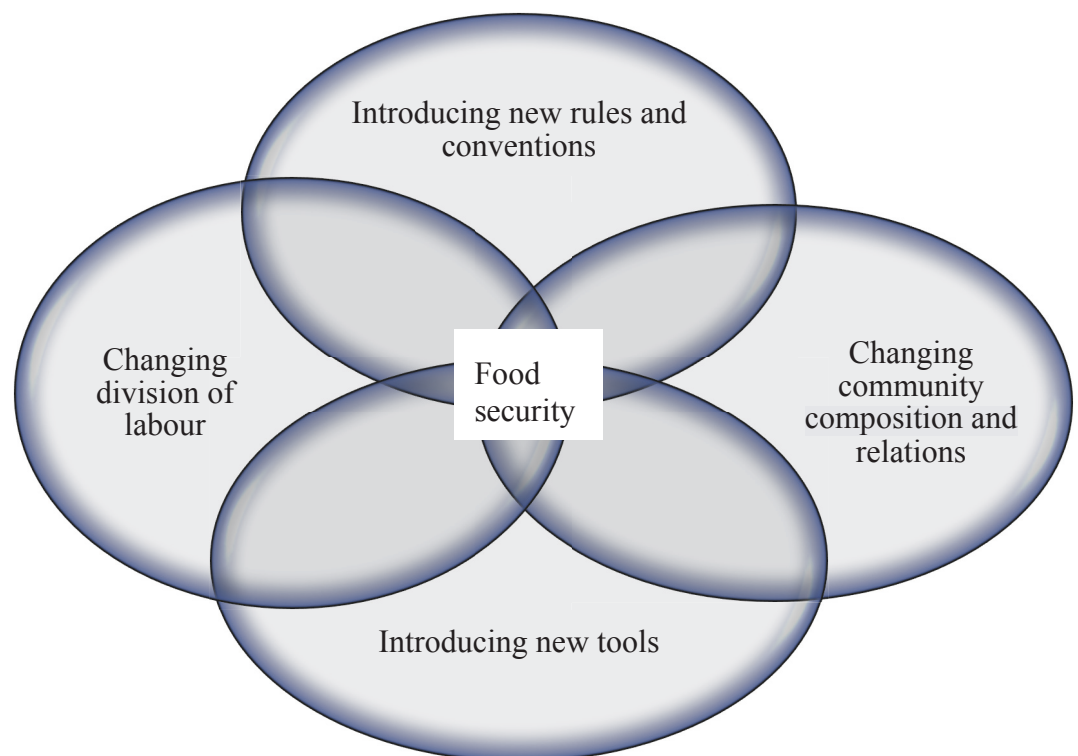 Introducing new rules and
conventions
Changing
division of
labour
Food
security
Changing
community
composition and
relations
Introducing new tools